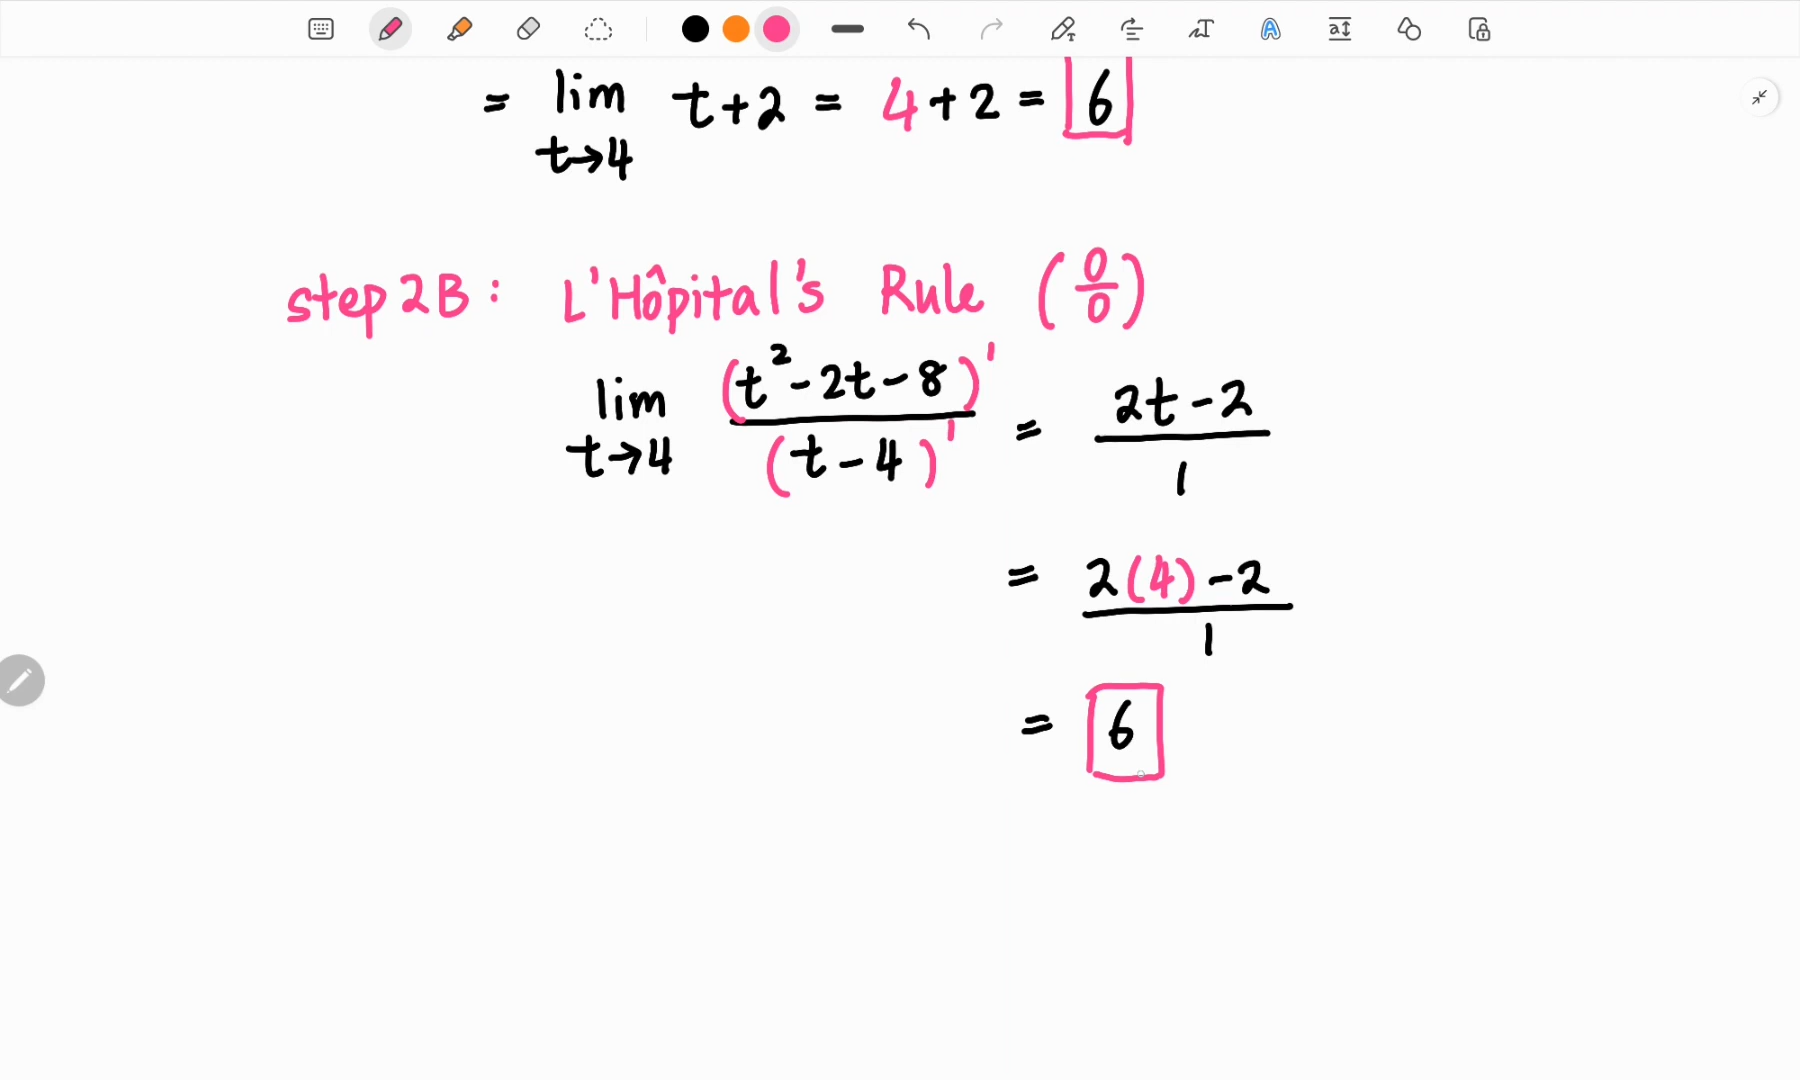 = lim t→4 t+2 = 4+2 = 6
step 2B: L'Hôpital's Rule (0/0)
lim t→4 (t²-2t-8)'/(t-4)' = 2t-2/1
= 2(4)-2/1
= 6